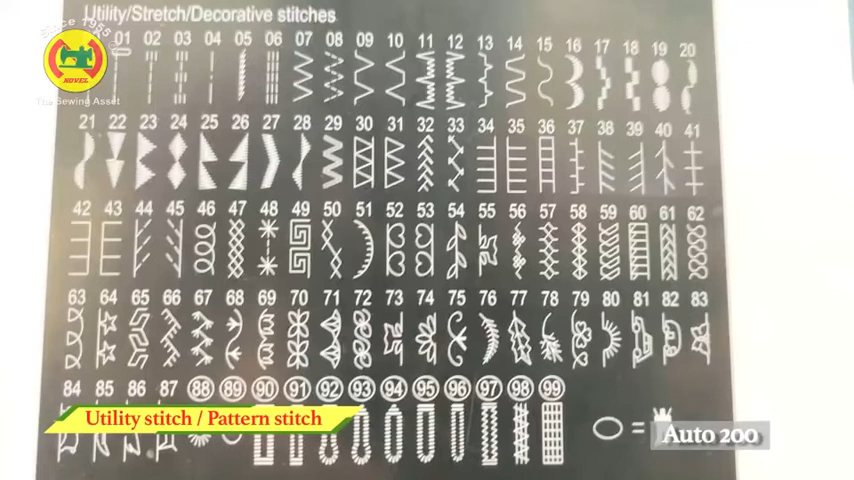 Utility/Stretch/Decorative stitches
Since 1955
NOVEL
The Sewing Asset
01 02 03 04 05 06 07 08 09 10 11 12 13 14 15 16 17 18 19 20
21 22 23 24 25 26 27 28 29 30 31 32 33 34 35 36 37 38 39 40 41
42 43 44 45 46 47 48 49 50 51 52 53 54 55 56 57 58 59 60 61 62
63 64 65 66 67 68 69 70 71 72 73 74 75 76 77 78 79 80 81 82 83
84 85 86 87 88 89 90 91 92 93 94 95 96 97 98 99
Utility stitch / Pattern stitch
=
Auto 200